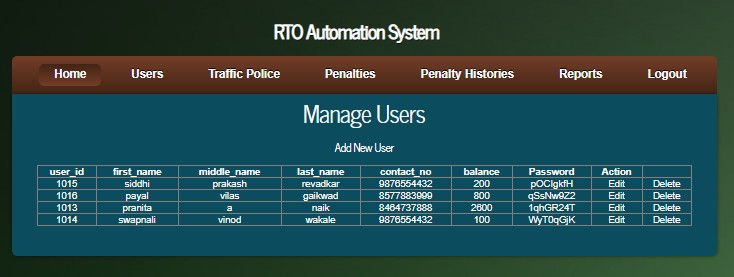 RTO Automation System
Home Users Traffic Police Penalties Penalty Histories Reports Logout
Manage Users
Add New User
user_id first_name middle_name last_name contact_no balance Password Action
1015 siddhi prakash revadkar 9876554432 200 pOClgkfH Edit Delete
1016 payal vilas gaikwad 8577883999 800 qSsNw9Z2 Edit Delete
1013 pranita a naik 8464737888 2600 1qhGR24T Edit Delete
1014 swapnali vinod wakale 9876554432 100 WyT0qGjK Edit Delete